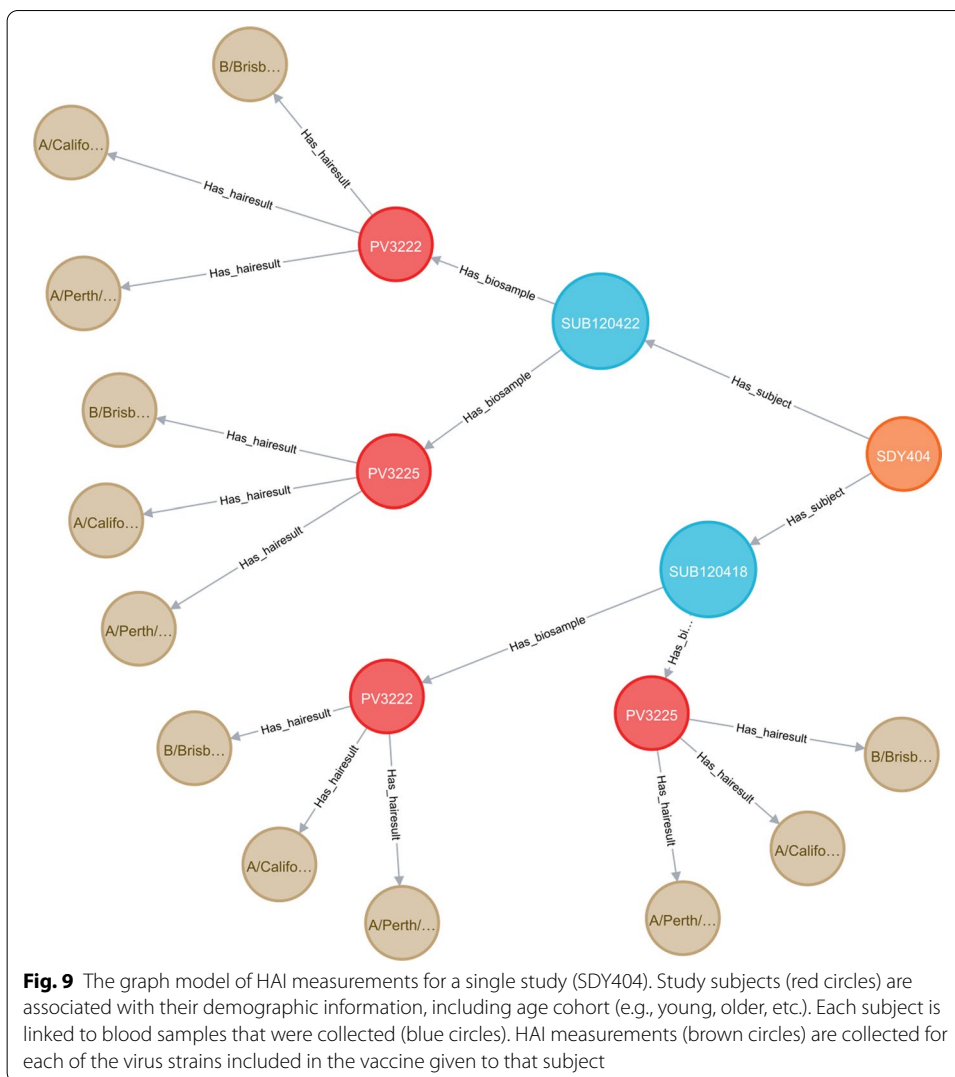 B/Brisb…
Has_hairesult
A/Califo…
Has_hairesult
PV3222
Has_hairesult
A/Perth/…
Has_biosample
SUB120422
Has_biosample
Has_subject
B/Brisb…
Has_hairesult
PV3225
SDY404
Has_hairesult
A/Califo…
Has_hairesult
Has_subject
SUB120418
A/Perth/…
Has_biosample
Has_bi…
PV3222
PV3225
Has_hairesult
B/Brisb…
Has_hairesult
B/Brisb…
Has_hairesult
Has_hairesult
Has_hairesult
Has_hairesult
A/Califo…
A/Califo…
A/Perth/…
A/Perth/…
Fig. 9 The graph model of HAI measurements for a single study (SDY404). Study subjects (red circles) are
associated with their demographic information, including age cohort (e.g., young, older, etc.). Each subject is
linked to blood samples that were collected (blue circles). HAI measurements (brown circles) are collected for
each of the virus strains included in the vaccine given to that subject